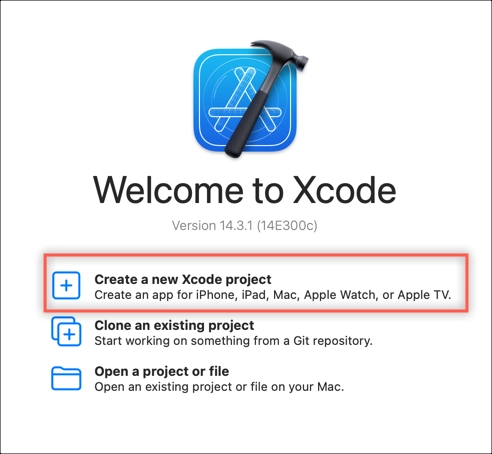 Welcome to Xcode
Version 14.3.1 (14E300c)
Create a new Xcode project
Create an app for iPhone, iPad, Mac, Apple Watch, or Apple TV.
Clone an existing project
Start working on something from a Git repository.
Open a project or file
Open an existing project or file on your Mac.